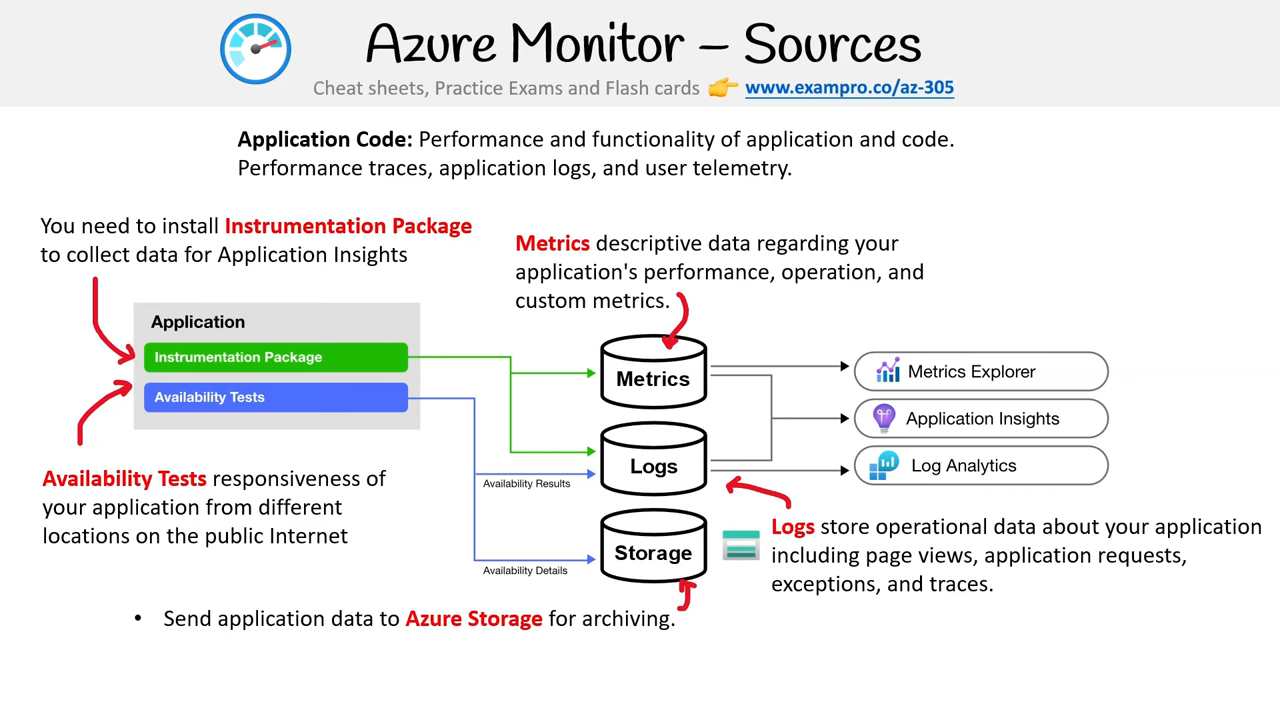 Azure Monitor – Sources
Cheat sheets, Practice Exams and Flash cards 👉 www.exampro.co/az-305
Application Code: Performance and functionality of application and code.
Performance traces, application logs, and user telemetry.
You need to install Instrumentation Package
to collect data for Application Insights
Metrics descriptive data regarding your
application's performance, operation, and
custom metrics.
Application
Instrumentation Package
Availability Tests
Metrics
Logs
Storage
Availability Results
Availability Details
Metrics Explorer
Application Insights
Log Analytics
Availability Tests responsiveness of
your application from different
locations on the public Internet
Logs store operational data about your application
including page views, application requests,
exceptions, and traces.
• Send application data to Azure Storage for archiving.